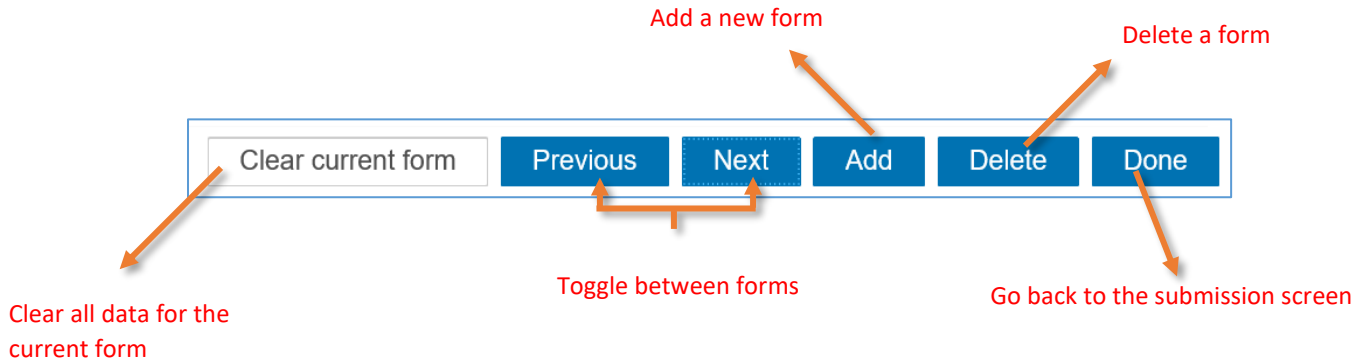 Add a new form
Delete a form
Clear current form
Previous
Next
Add
Delete
Done
Toggle between forms
Go back to the submission screen
Clear all data for the
current form